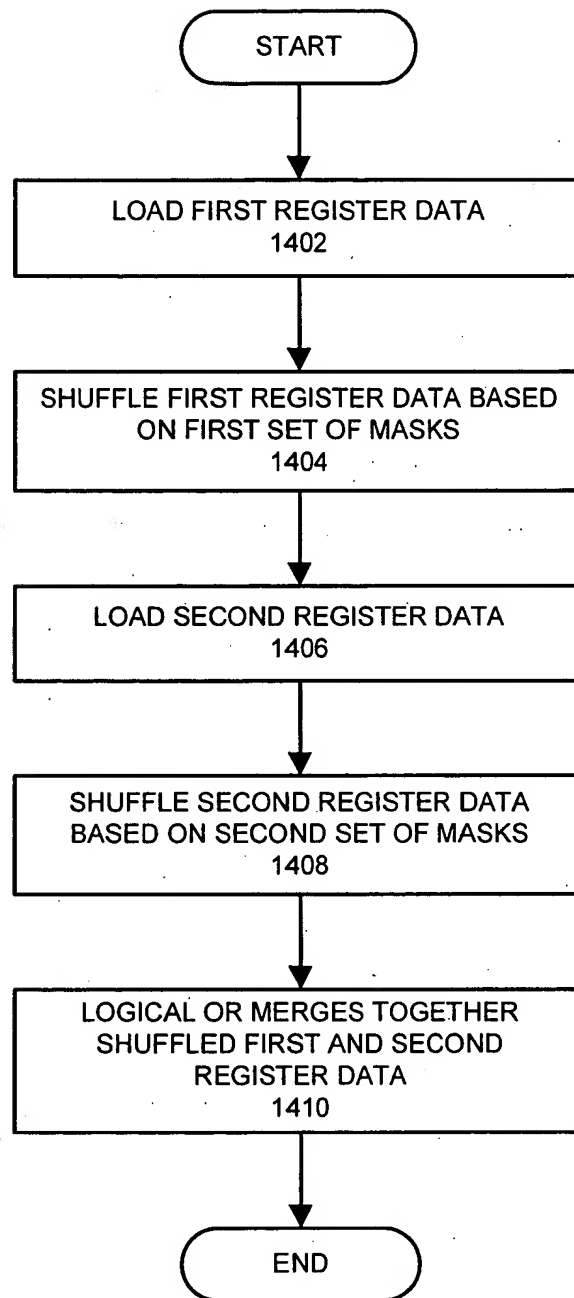 START
LOAD FIRST REGISTER DATA
1402
SHUFFLE FIRST REGISTER DATA BASED
ON FIRST SET OF MASKS
1404
LOAD SECOND REGISTER DATA
1406
SHUFFLE SECOND REGISTER DATA
BASED ON SECOND SET OF MASKS
1408
LOGICAL OR MERGES TOGETHER
SHUFFLED FIRST AND SECOND
REGISTER DATA
1410
END